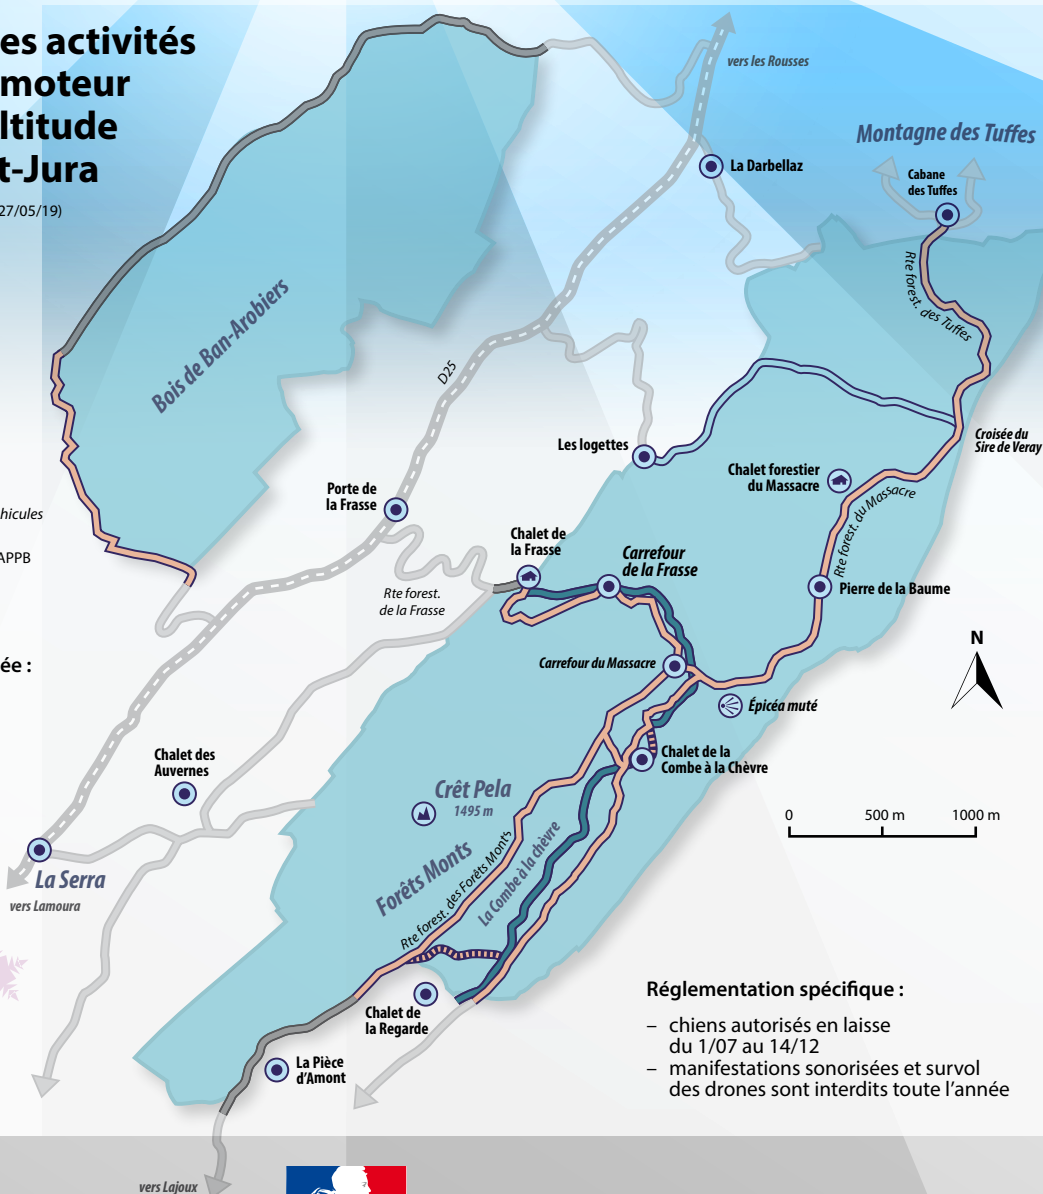 es activités
moteur
ltitude
t-Jura
27/05/19)
vers les Rousses
Montagne des Tuffes
La Darbellaz
Cabane
des Tuffes
Rte forest. des Tuffes
Bois de Ban-Arobiers
D25
Croisée du
Sire de Veray
Les logettes
Chalet forestier
du Massacre
Rte forest. du Massacre
Porte de
la Frasse
hicules
APPB
Chalet de
la Frasse
Carrefour
de la Frasse
Rte forest.
de la Frasse
Pierre de la Baume
N
ée :
Carrefour du Massacre
Épicéa muté
Chalet des
Auvernes
Chalet de la
Combe à la Chèvre
Crêt Pela
1495 m
0 500 m 1000 m
Forêts Monts
Rte forest. des Forêts Monts
La Combe à la chèvre
La Serra
vers Lamoura
Chalet de
la Regarde
La Pièce
d'Amont
Réglementation spécifique :
– chiens autorisés en laisse
du 1/07 au 14/12
– manifestations sonorisées et survol
des drones sont interdits toute l'année
vers Lajoux